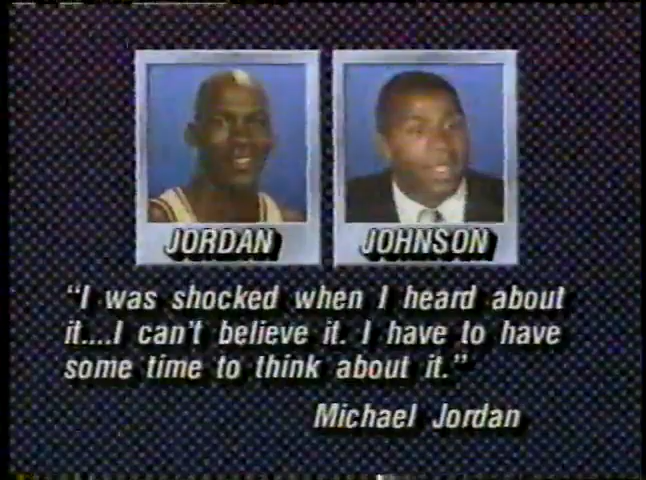 JORDAN
JOHNSON
"I was shocked when I heard about
it....I can't believe it. I have to have
some time to think about it."
Michael Jordan